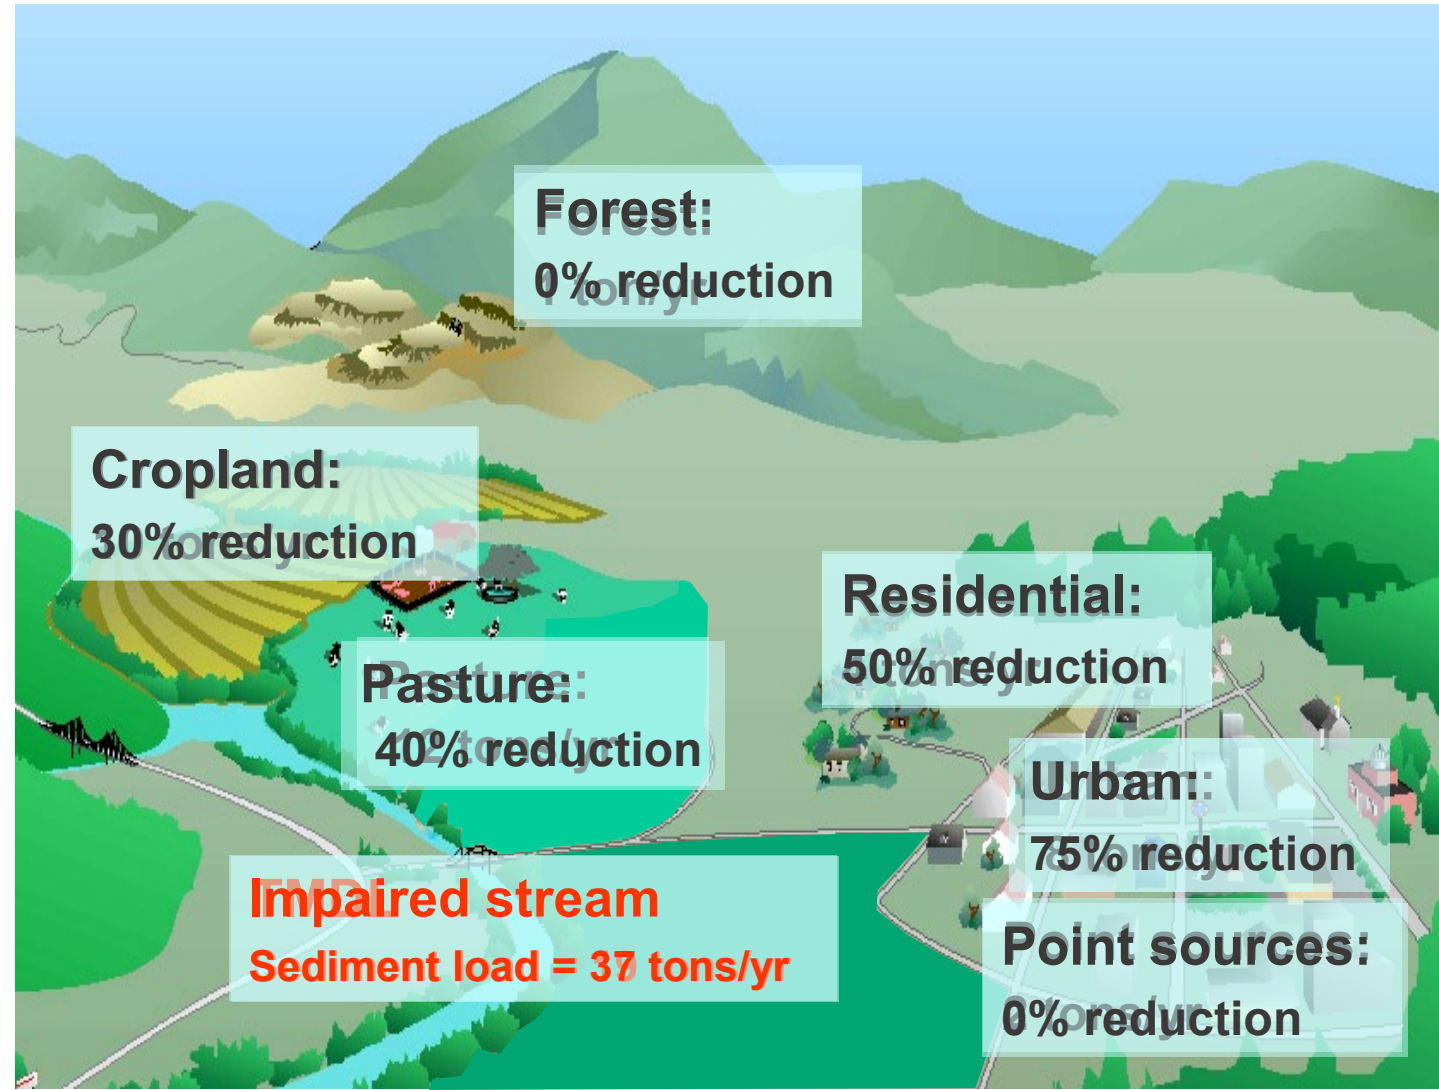 Forest:
0% reduction
Cropland:
30% reduction
Residential:
50% reduction
Pasture:
40% reduction
Urban:
75% reduction
Impaired stream
Sediment load = 37 tons/yr
Point sources:
0% reduction